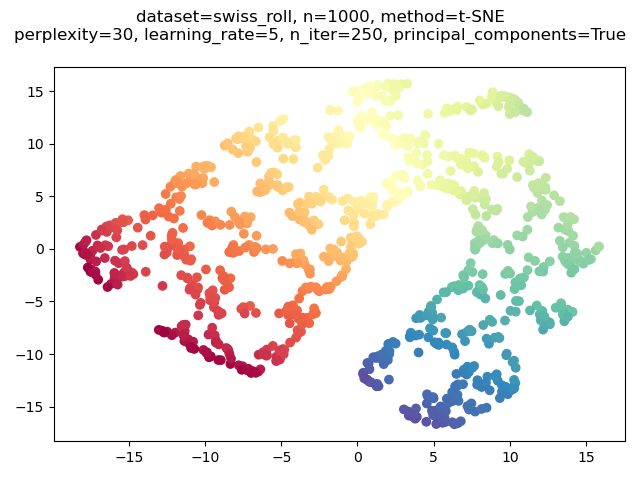 dataset=swiss_roll, n=1000, method=t-SNE
perplexity=30, learning_rate=5, n_iter=250, principal_components=True
15
10
5
0
−5
−10
−15
−15 −10 −5 0 5 10 15